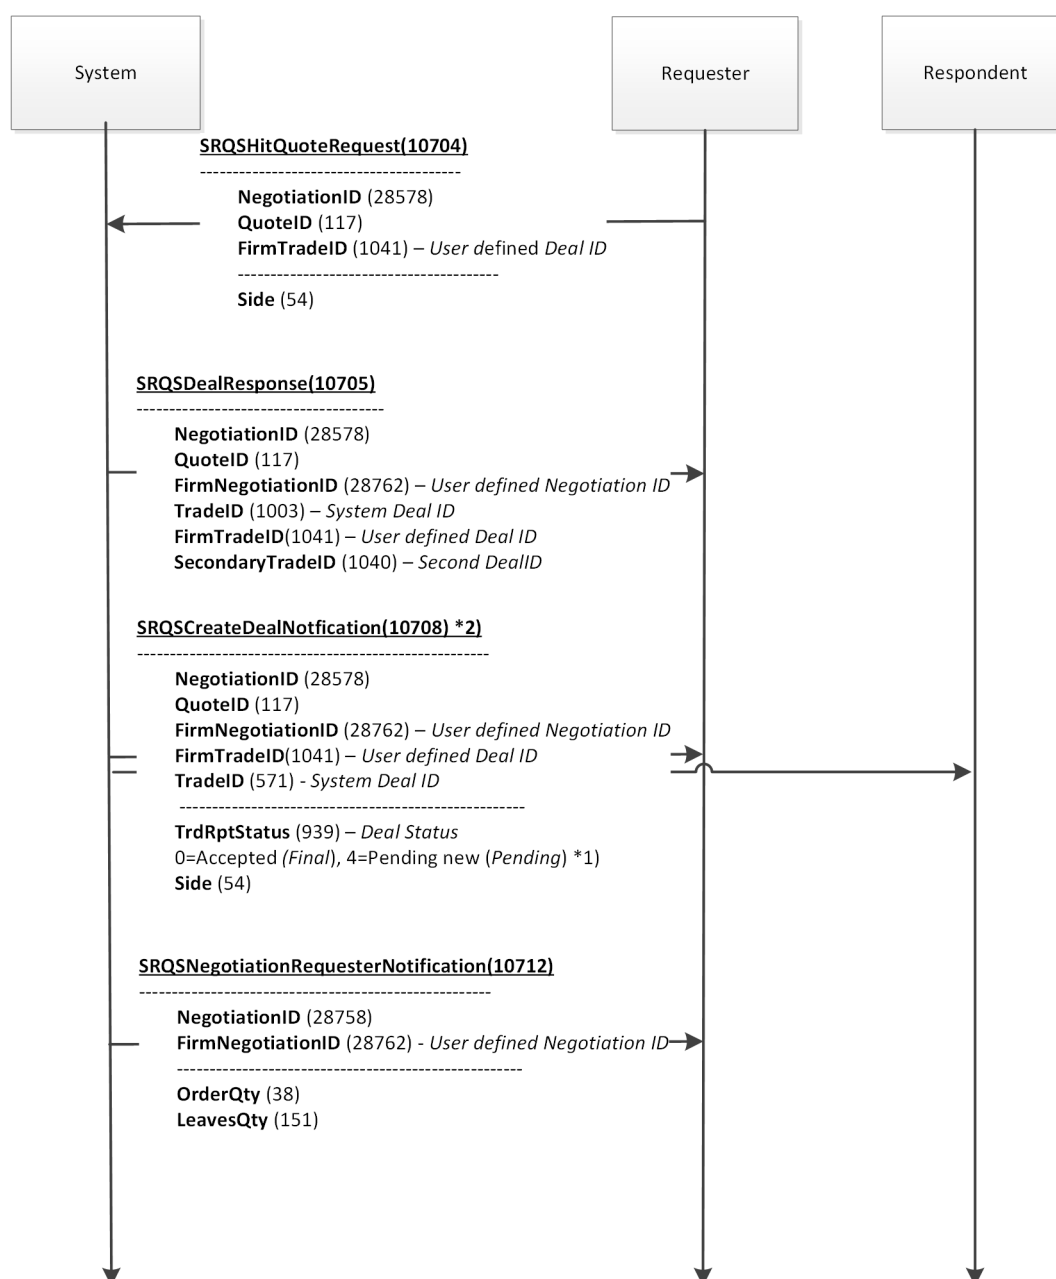 System
Requester
Respondent
SRQSHitQuoteRequest(10704)
----------------------------------------
NegotiationID (28578)
QuoteID (117)
FirmTradeID (1041) – User defined Deal ID
----------------------------------------
Side (54)
SRQSDealResponse(10705)
--------------------------------------
NegotiationID (28578)
QuoteID (117)
FirmNegotiationID (28762) – User defined Negotiation ID
TradeID (1003) – System Deal ID
FirmTradeID(1041) – User defined Deal ID
SecondaryTradeID (1040) – Second DealID
SRQSCreateDealNotfication(10708) *2)
------------------------------------------------------
NegotiationID (28578)
QuoteID (117)
FirmNegotiationID (28762) – User defined Negotiation ID
FirmTradeID(1041) – User defined Deal ID
TradeID (571) - System Deal ID
-----------------------------------------------------
TrdRptStatus (939) – Deal Status
0=Accepted (Final), 4=Pending new (Pending) *1)
Side (54)
SRQSNegotiationRequesterNotification(10712)
------------------------------------------------------
NegotiationID (28758)
FirmNegotiationID (28762) - User defined Negotiation ID
-----------------------------------------------------
OrderQty (38)
LeavesQty (151)